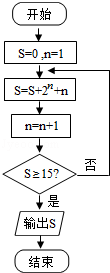 开始
S=0 ,n=1
S=S+2ⁿ+n
n=n+1
S≥15?
否
是
输出S
结束